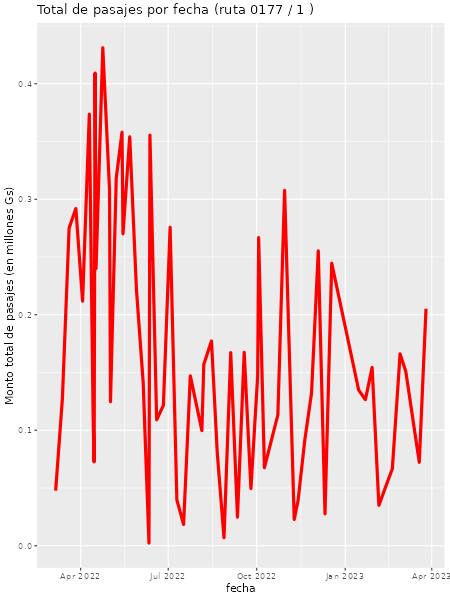 Total de pasajes por fecha (ruta 0177 / 1 )
Monto total de pasajes (en millones Gs)
0.4
0.3
0.2
0.1
0.0
Apr 2022 Jul 2022 Oct 2022 Jan 2023 Apr 2023
fecha